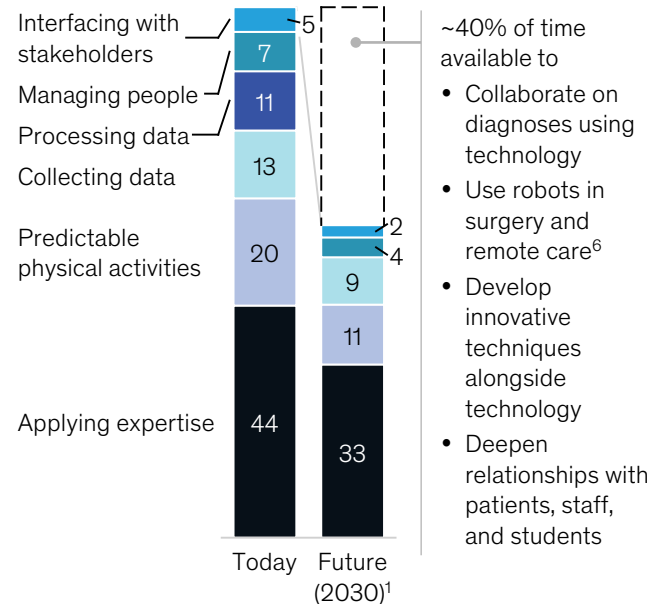 Interfacing with
stakeholders
Managing people
Processing data
Collecting data
Predictable
physical activities
Applying expertise
5
7
11
13
20
44
2
4
9
11
33
Today
Future
(2030)¹
~40% of time
available to
• Collaborate on
diagnoses using
technology
• Use robots in
surgery and
remote care⁶
• Develop
innovative
techniques
alongside
technology
• Deepen
relationships with
patients, staff,
and students